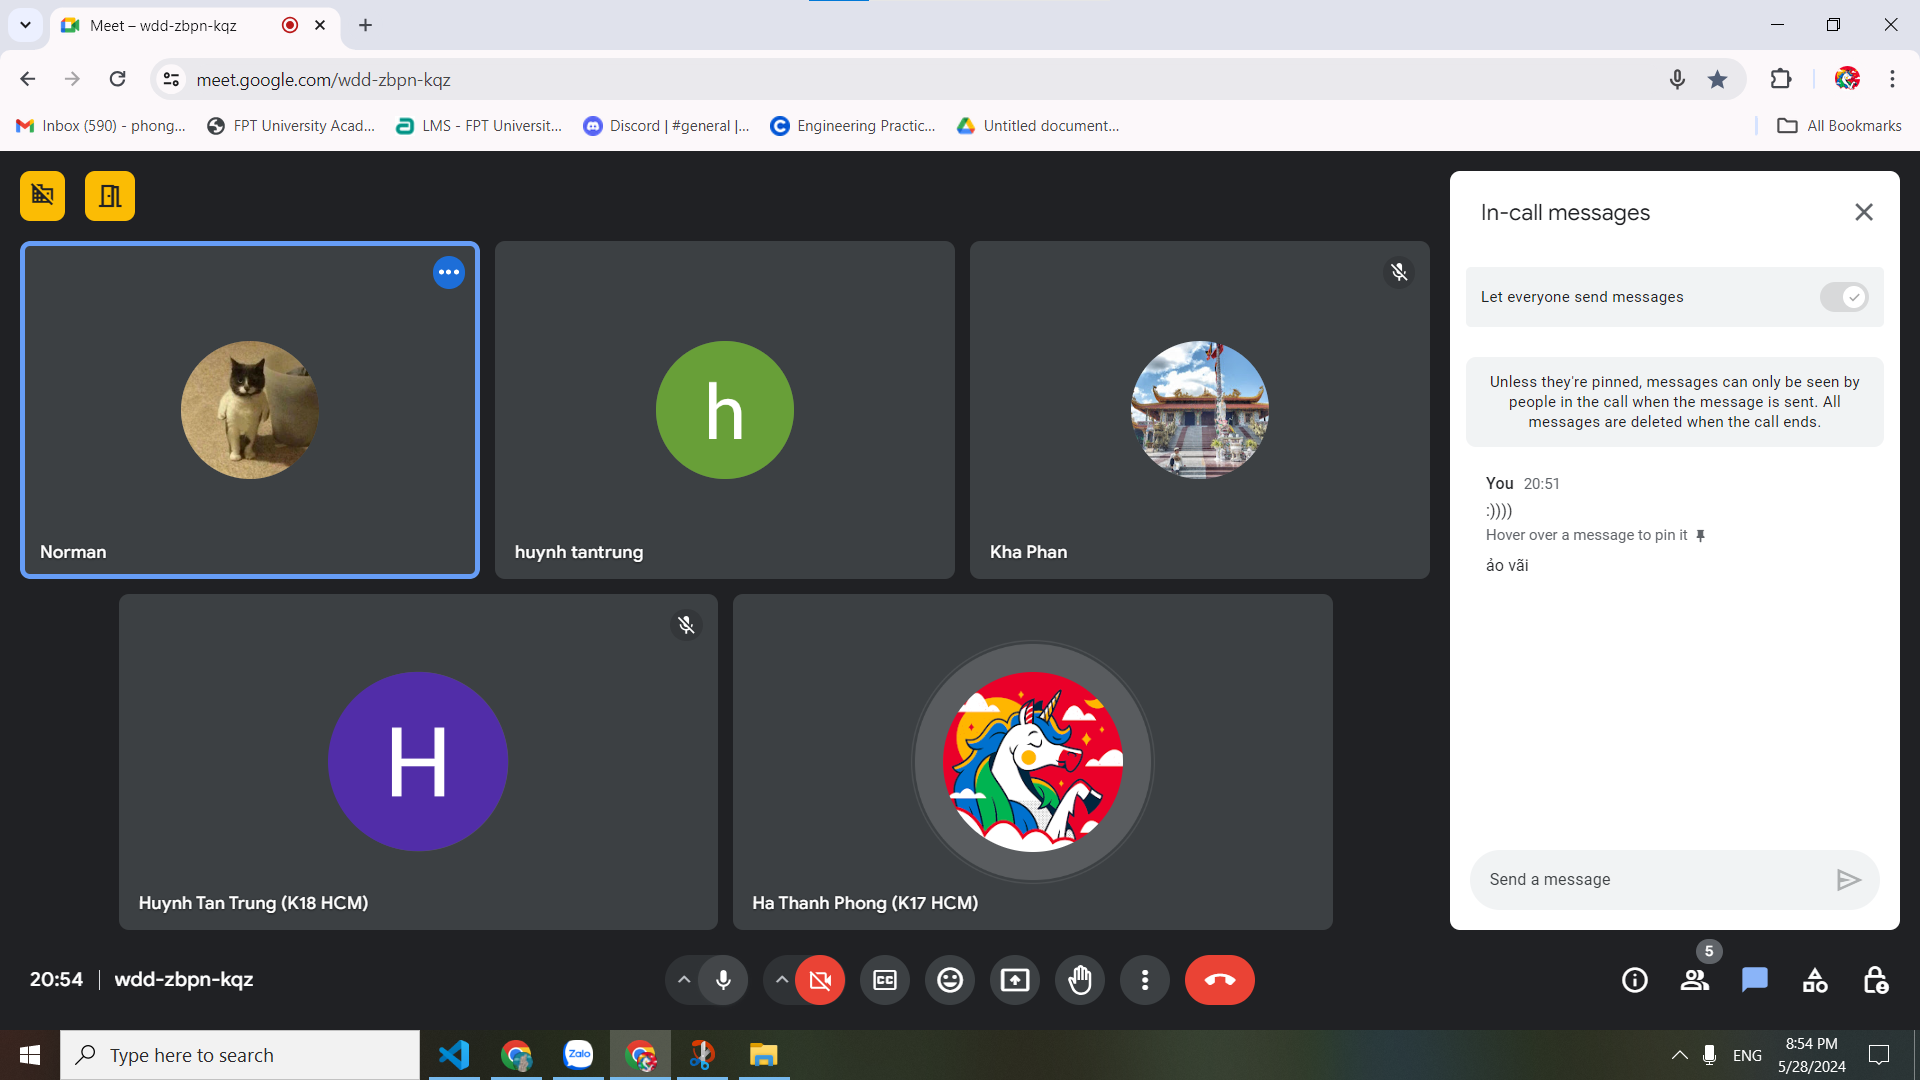 Meet – wdd-zbpn-kqz
meet.google.com/wdd-zbpn-kqz
Inbox (590) - phong...
FPT University Acad...
LMS - FPT Universit...
Discord | #general |...
Engineering Practic...
Untitled document...
All Bookmarks
In-call messages
Let everyone send messages
Unless they're pinned, messages can only be seen by
people in the call when the message is sent. All
messages are deleted when the call ends.
You 20:51
:))))
Hover over a message to pin it
ảo vãi
Norman
h
huynh tantrung
Kha Phan
H
Huynh Tan Trung (K18 HCM)
Ha Thanh Phong (K17 HCM)
Send a message
20:54 | wdd-zbpn-kqz
CC
5
Type here to search
Zalo
ENG
8:54 PM
5/28/2024